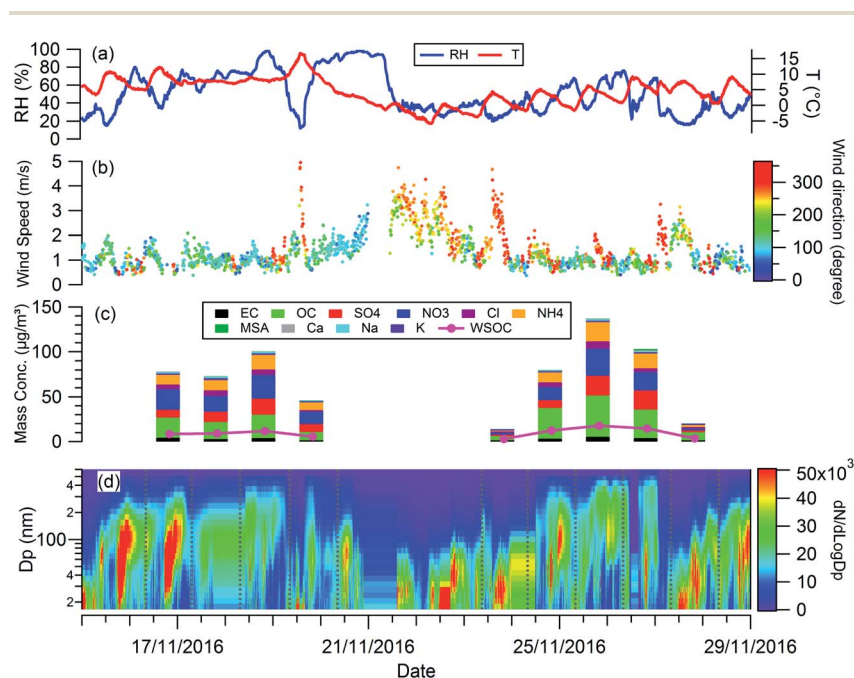 (a)
RH T
RH (%)
100
80
60
40
20
0
T (°C)
15
10
5
0
-5
(b)
Wind Speed (m/s)
5
4
3
2
1
0
Wind direction (degree)
300
200
100
0
(c)
Mass Conc. (µg/m³)
150
100
50
0
EC OC SO4 NO3 Cl NH4
MSA Ca Na K WSOC
(d)
Dp (nm)
4
2
100
4
2
dN/dLogDp
50x10³
40
30
20
10
0
17/11/2016 21/11/2016 25/11/2016 29/11/2016
Date